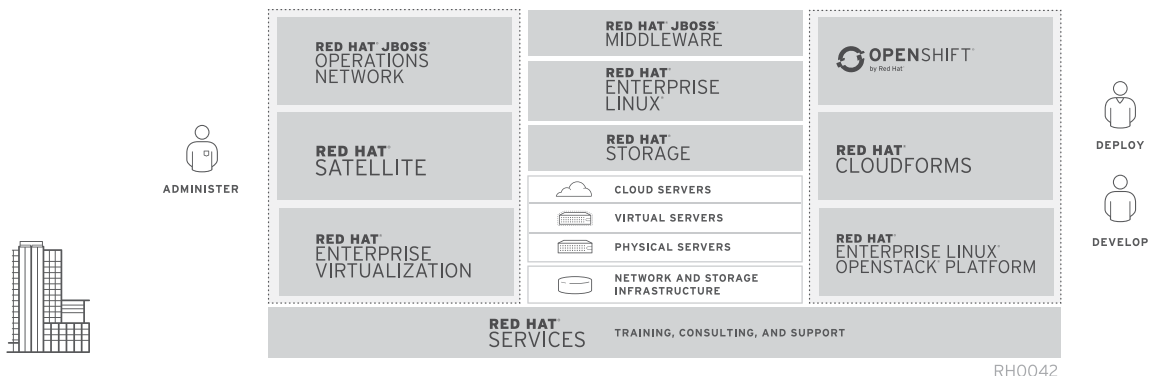 ADMINISTER
RED HAT® JBOSS®
OPERATIONS
NETWORK
RED HAT®
SATELLITE
RED HAT®
ENTERPRISE
VIRTUALIZATION
RED HAT® JBOSS®
MIDDLEWARE
RED HAT®
ENTERPRISE
LINUX®
RED HAT®
STORAGE
CLOUD SERVERS
VIRTUAL SERVERS
PHYSICAL SERVERS
NETWORK AND STORAGE
INFRASTRUCTURE
OPENSHIFT®
by Red Hat®
RED HAT®
CLOUDFORMS
RED HAT®
ENTERPRISE LINUX®
OPENSTACK® PLATFORM
DEPLOY
DEVELOP
RED HAT®
SERVICES
TRAINING, CONSULTING, AND SUPPORT
RH0042